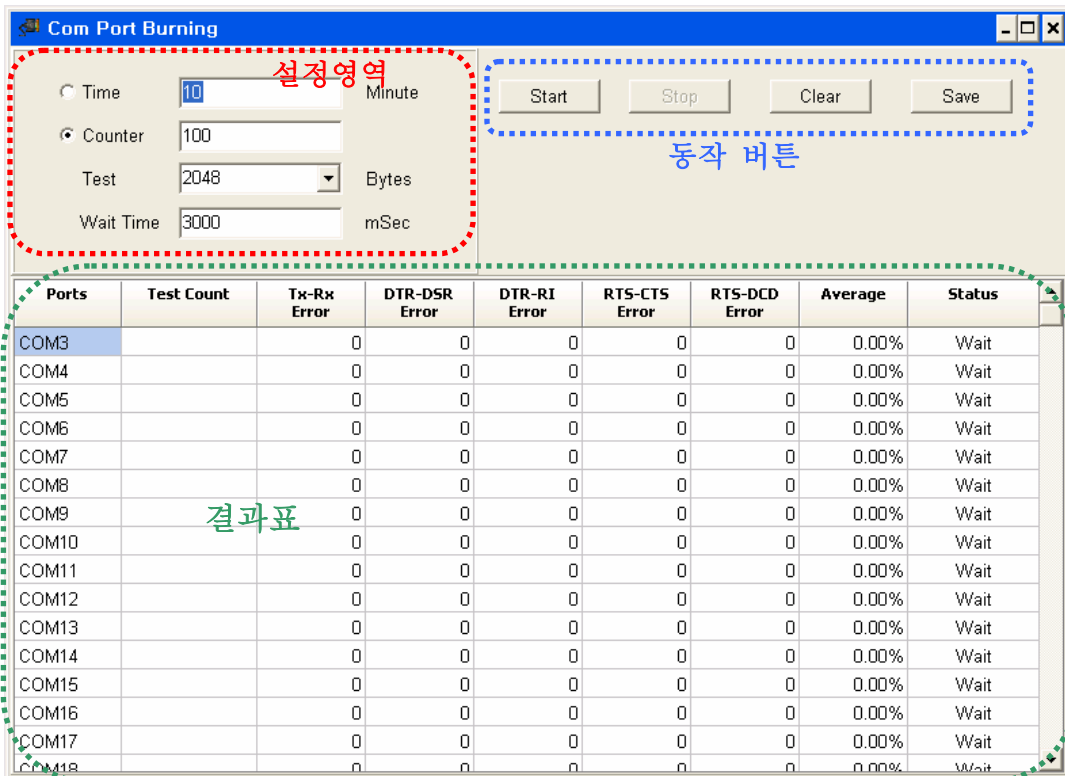 Com Port Burning
설정영역
Time 10 Minute
Counter 100
Test 2048 Bytes
Wait Time 3000 mSec
Start Stop Clear Save
동작 버튼
Ports Test Count Tx-Rx Error DTR-DSR Error DTR-RI Error RTS-CTS Error RTS-DCD Error Average Status
COM3 0 0 0 0 0 0.00% Wait
COM4 0 0 0 0 0 0.00% Wait
COM5 0 0 0 0 0 0.00% Wait
COM6 0 0 0 0 0 0.00% Wait
COM7 0 0 0 0 0 0.00% Wait
COM8 0 0 0 0 0 0.00% Wait
COM9 0 0 0 0 0 0.00% Wait
결과표
COM10 0 0 0 0 0 0.00% Wait
COM11 0 0 0 0 0 0.00% Wait
COM12 0 0 0 0 0 0.00% Wait
COM13 0 0 0 0 0 0.00% Wait
COM14 0 0 0 0 0 0.00% Wait
COM15 0 0 0 0 0 0.00% Wait
COM16 0 0 0 0 0 0.00% Wait
COM17 0 0 0 0 0 0.00% Wait
COM18 0 0 0 0 0 0.00% Wait